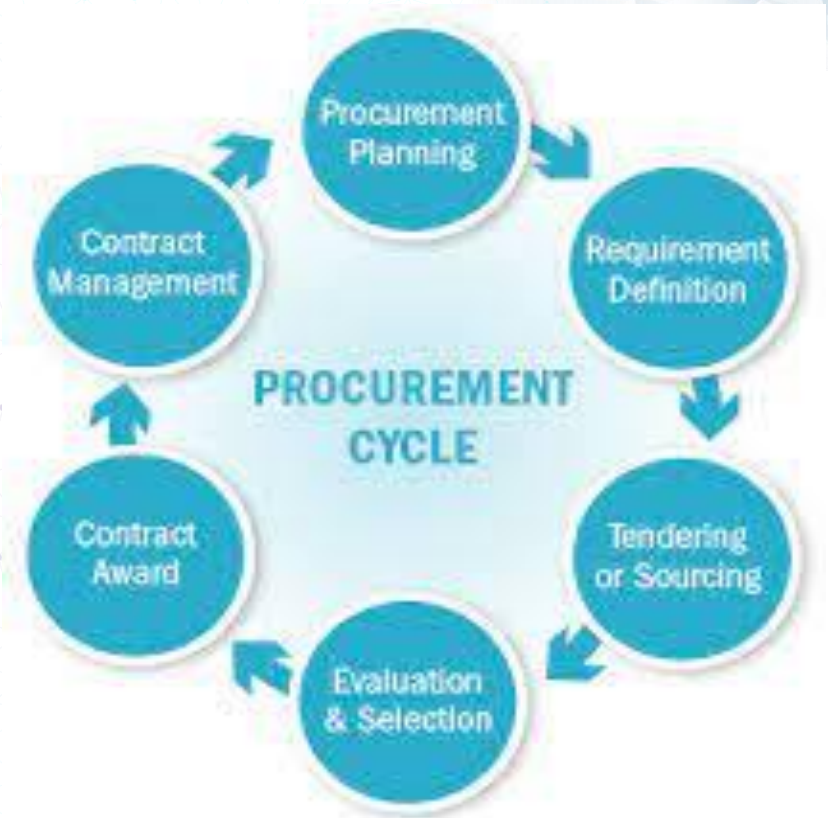 Procurement
Planning
Requirement
Definition
Tendering
or Sourcing
Evaluation
& Selection
Contract
Award
Contract
Management
PROCUREMENT
CYCLE